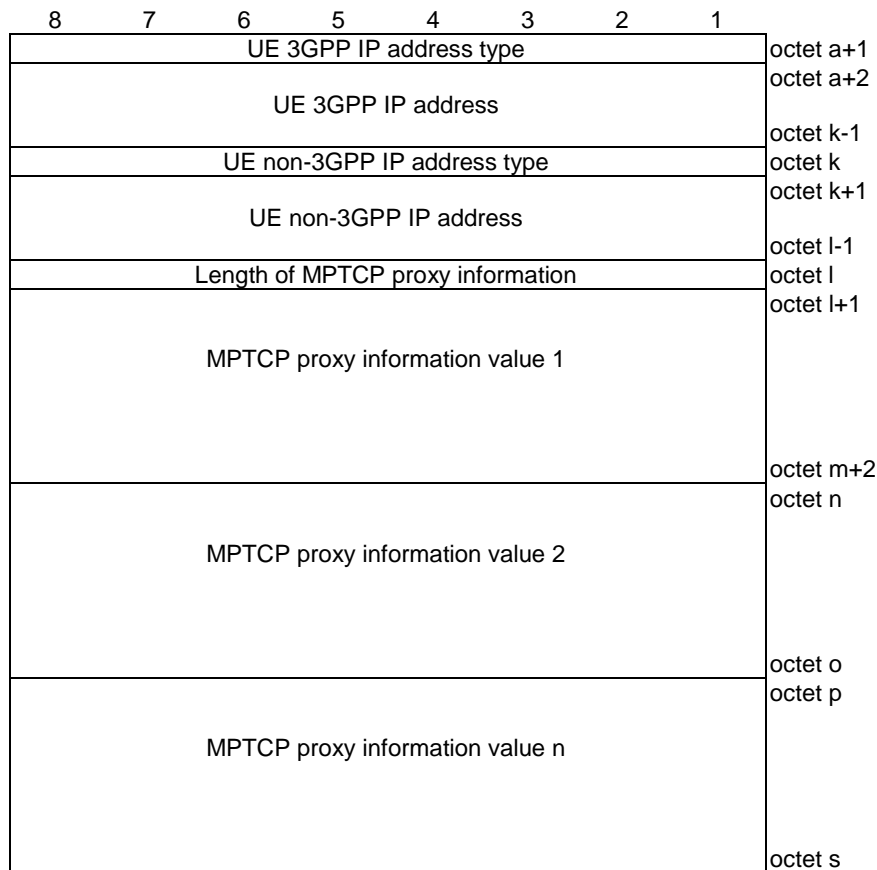 8 7 6 5 4 3 2 1
UE 3GPP IP address type octet a+1
octet a+2
UE 3GPP IP address
octet k-1
UE non-3GPP IP address type octet k
octet k+1
UE non-3GPP IP address
octet l-1
Length of MPTCP proxy information octet l
octet l+1
MPTCP proxy information value 1
octet m+2
octet n
MPTCP proxy information value 2
octet o
octet p
MPTCP proxy information value n
octet s